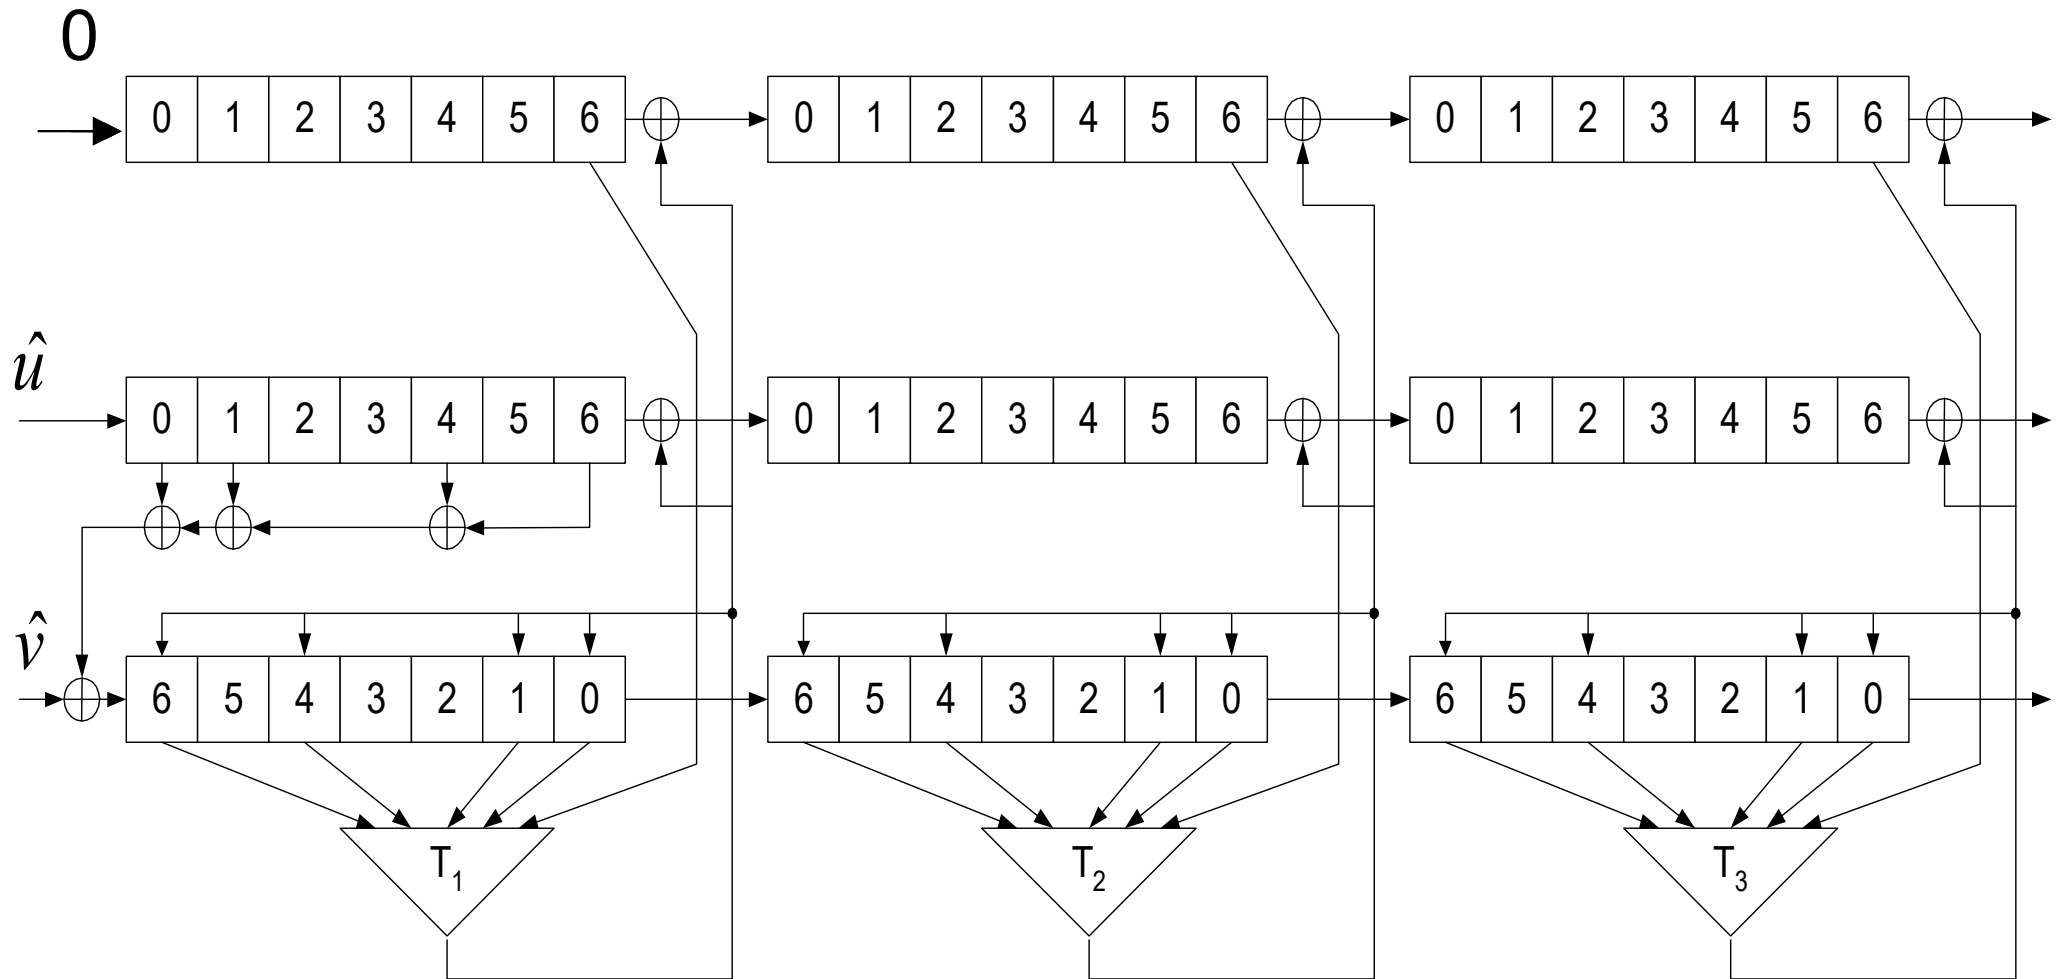 0
0 1 2 3 4 5 6 0 1 2 3 4 5 6 0 1 2 3 4 5 6
û
0 1 2 3 4 5 6 0 1 2 3 4 5 6 0 1 2 3 4 5 6
v̂
6 5 4 3 2 1 0 6 5 4 3 2 1 0 6 5 4 3 2 1 0
T₁ T₂ T₃